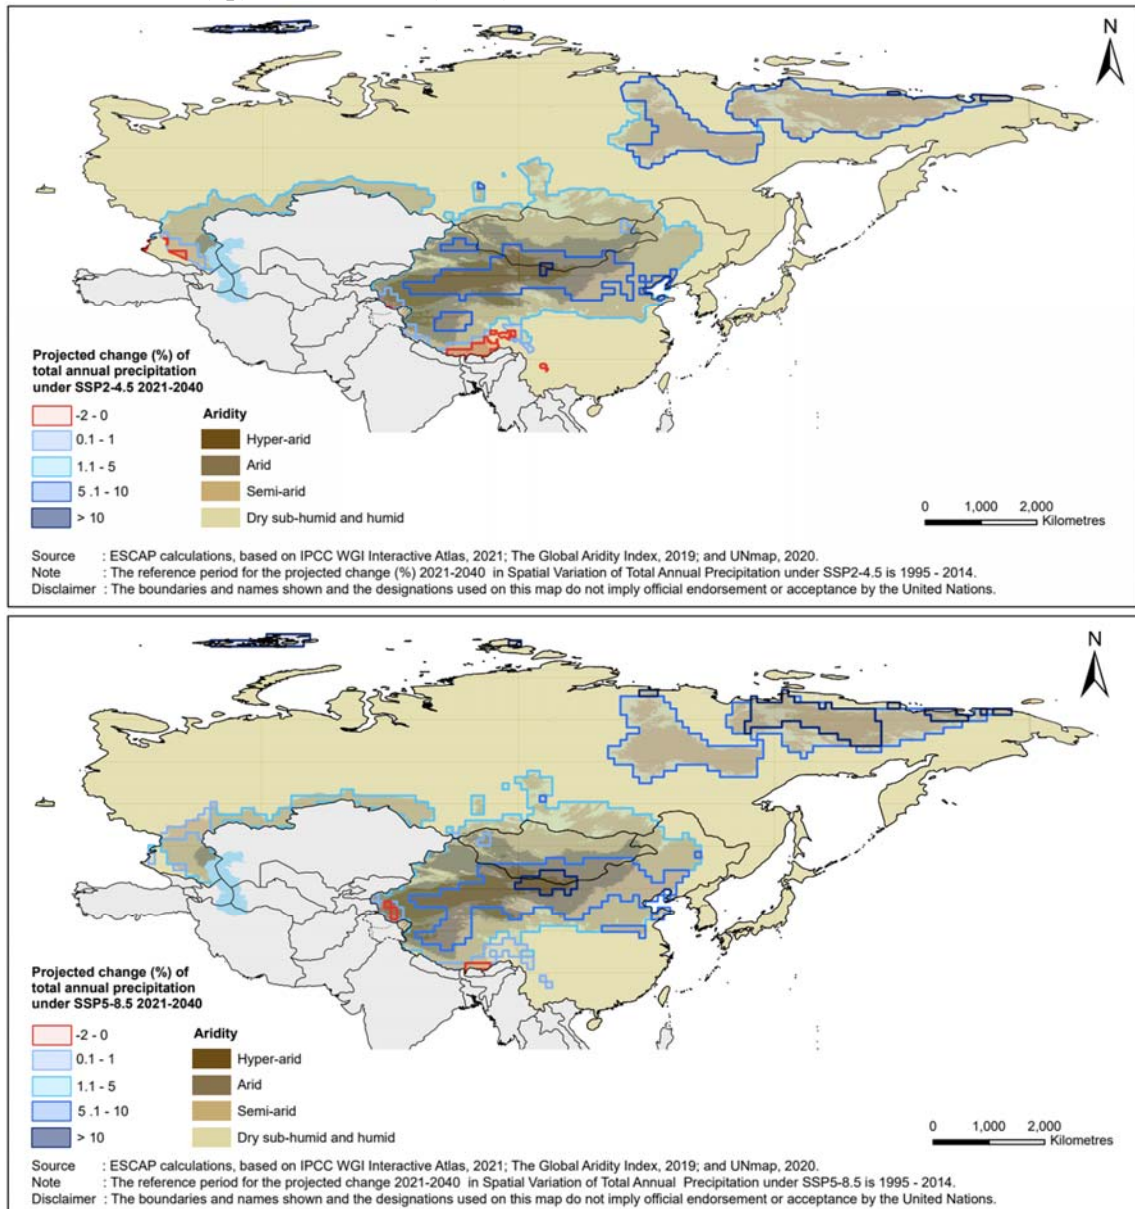 N
Projected change (%) of
total annual precipitation
under SSP2-4.5 2021-2040
-2 - 0
0.1 - 1
1.1 - 5
5 .1 - 10
> 10
Aridity
Hyper-arid
Arid
Semi-arid
Dry sub-humid and humid
0 1,000 2,000
Kilometres
Source : ESCAP calculations, based on IPCC WGI Interactive Atlas, 2021; The Global Aridity Index, 2019; and UNmap, 2020.
Note : The reference period for the projected change (%) 2021-2040 in Spatial Variation of Total Annual Precipitation under SSP2-4.5 is 1995 - 2014.
Disclaimer : The boundaries and names shown and the designations used on this map do not imply official endorsement or acceptance by the United Nations.
N
Projected change (%) of
total annual precipitation
under SSP5-8.5 2021-2040
-2 - 0
0.1 - 1
1.1 - 5
5 .1 - 10
> 10
Aridity
Hyper-arid
Arid
Semi-arid
Dry sub-humid and humid
0 1,000 2,000
Kilometres
Source : ESCAP calculations, based on IPCC WGI Interactive Atlas, 2021; The Global Aridity Index, 2019; and UNmap, 2020.
Note : The reference period for the projected change 2021-2040 in Spatial Variation of Total Annual Precipitation under SSP5-8.5 is 1995 - 2014.
Disclaimer : The boundaries and names shown and the designations used on this map do not imply official endorsement or acceptance by the United Nations.